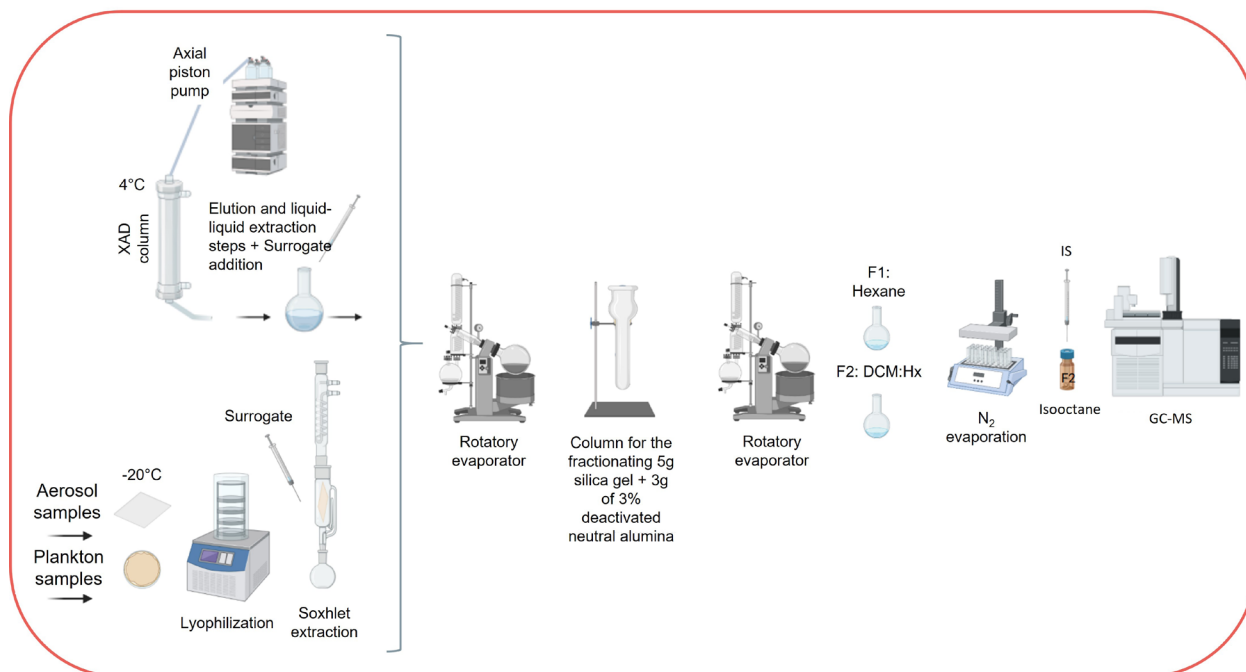 Axial
piston
pump
4°C
XAD
column
Elution and liquid-
liquid extraction
steps + Surrogate
addition
Surrogate
-20°C
Aerosol
samples
Plankton
samples
Lyophilization
Soxhlet
extraction
Rotatory
evaporator
Column for the
fractionating 5g
silica gel + 3g
of 3%
deactivated
neutral alumina
Rotatory
evaporator
F1:
Hexane
F2: DCM:Hx
N₂
evaporation
IS
F2
Isooctane
GC-MS